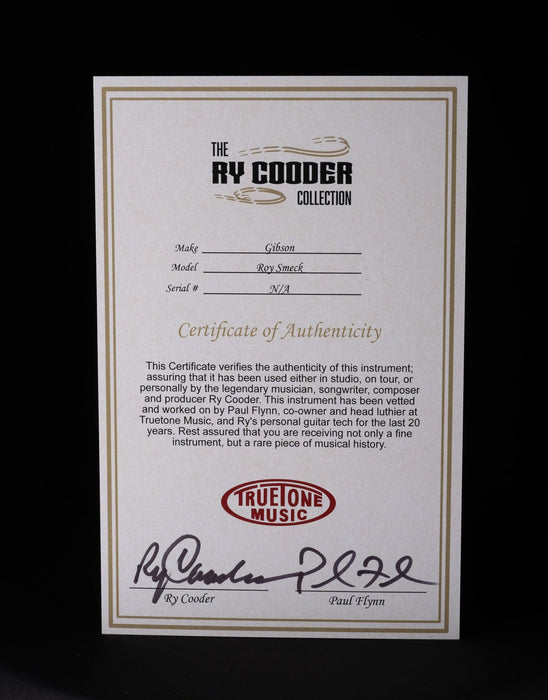 THE
RY COODER
COLLECTION
Make Gibson
Model Roy Smeck
Serial # N/A
Certificate of Authenticity
This Certificate verifies the authenticity of this instrument;
assuring that it has been used either in studio, on tour, or
personally by the legendary musician, songwriter, composer
and producer Ry Cooder. This instrument has been vetted
and worked on by Paul Flynn, co-owner and head luthier at
Truetone Music, and Ry's personal guitar tech for the last 20
years. Rest assured that you are receiving not only a fine
instrument, but a rare piece of musical history.
TRUETONE
MUSIC
Ry Cooder
Ry Cooder Paul Flynn